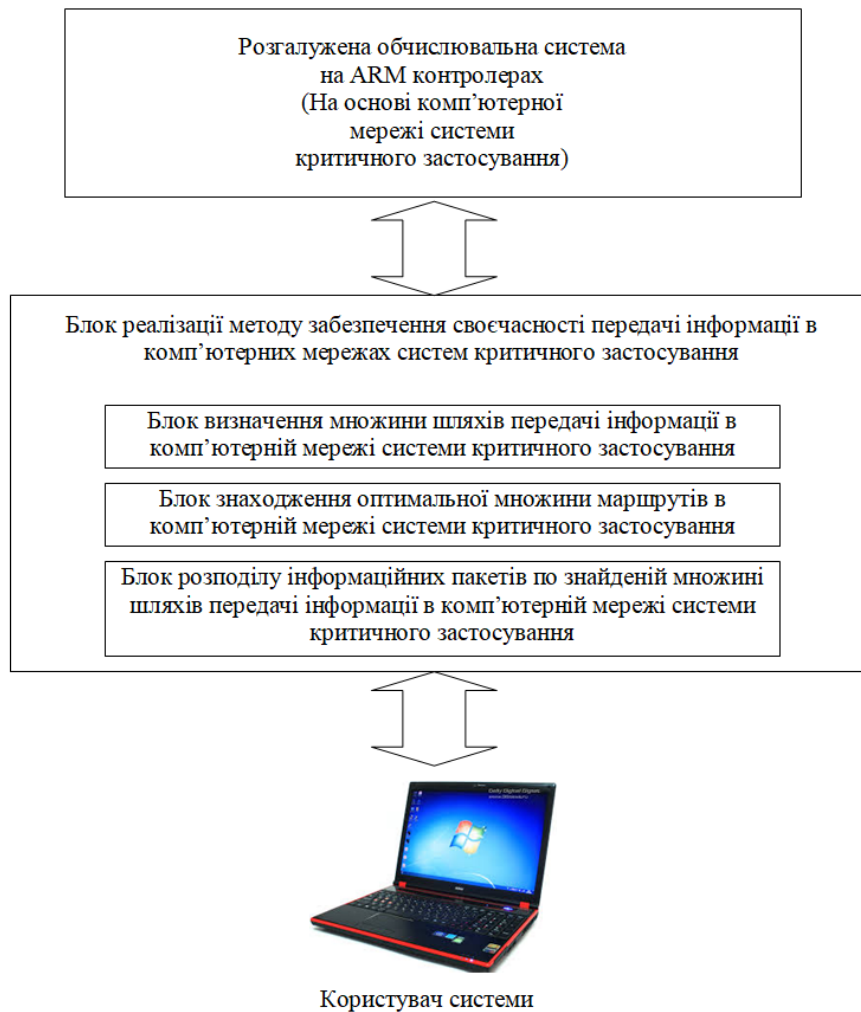 Розгалужена обчислювальна система
на ARM контролерах
(На основі комп’ютерної
мережі системи
критичного застосування)
Блок реалізації методу забезпечення своєчасності передачі інформації в
комп’ютерних мережах систем критичного застосування
Блок визначення множини шляхів передачі інформації в
комп’ютерній мережі системи критичного застосування
Блок знаходження оптимальної множини маршрутів в
комп’ютерній мережі системи критичного застосування
Блок розподілу інформаційних пакетів по знайденій множині
шляхів передачі інформації в комп’ютерній мережі системи
критичного застосування
Користувач системи